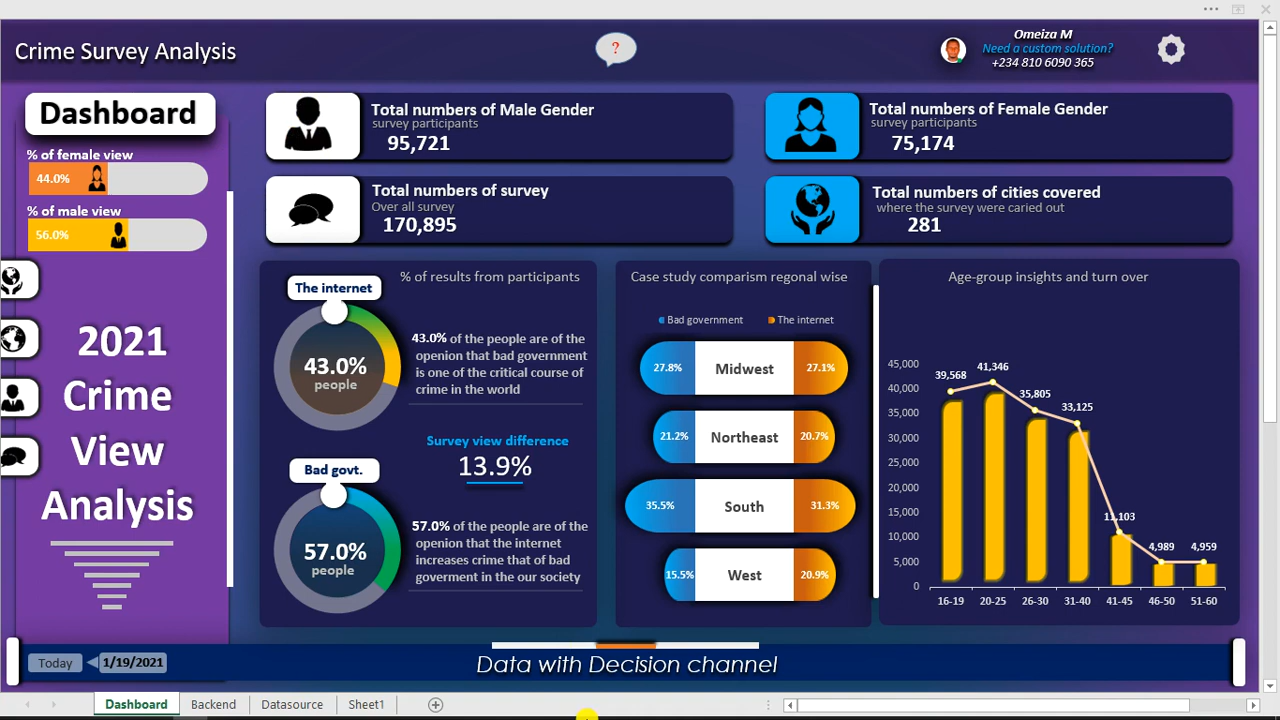 Crime Survey Analysis
?
Omeiza M
Need a custom solution?
+234 810 6090 365
Dashboard
% of female view
44.0%
% of male view
56.0%
2021
Crime
View
Analysis
Total numbers of Male Gender
survey participants
95,721
Total numbers of Female Gender
survey participants
75,174
Total numbers of survey
Over all survey
170,895
Total numbers of cities covered
where the survey were caried out
281
% of results from participants
The internet
43.0%
people
43.0% of the people are of the
openion that bad government
is one of the critical course of
crime in the world
Survey view difference
13.9%
Bad govt.
57.0%
people
57.0% of the people are of the
openion that the internet
increases crime that of bad
goverment in the our society
Case study comparism regonal wise
Bad government The internet
27.8% Midwest 27.1%
21.2% Northeast 20.7%
35.5% South 31.3%
15.5% West 20.9%
Age-group insights and turn over
45,000
40,000
35,000
30,000
25,000
20,000
15,000
10,000
5,000
0
39,568
41,346
35,805
33,125
11,103
4,989
4,959
16-19 20-25 26-30 31-40 41-45 46-50 51-60
Today 1/19/2021
Data with Decision channel
Dashboard Backend Datasource Sheet1